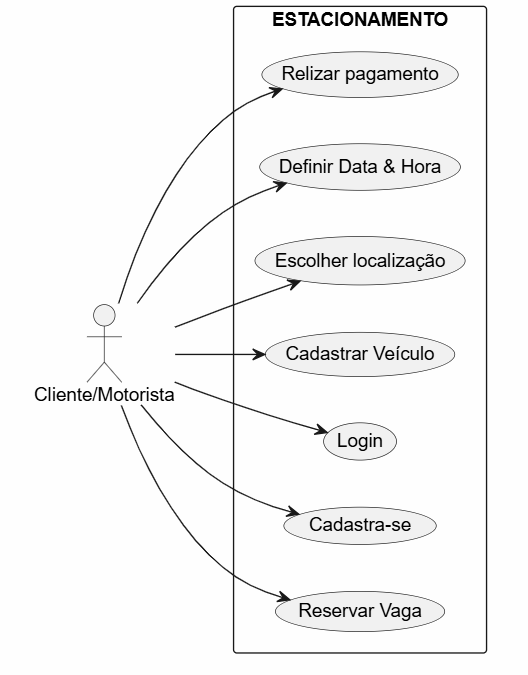 ESTACIONAMENTO
Relizar pagamento
Definir Data & Hora
Escolher localização
Cadastrar Veículo
Cliente/Motorista
Login
Cadastra-se
Reservar Vaga